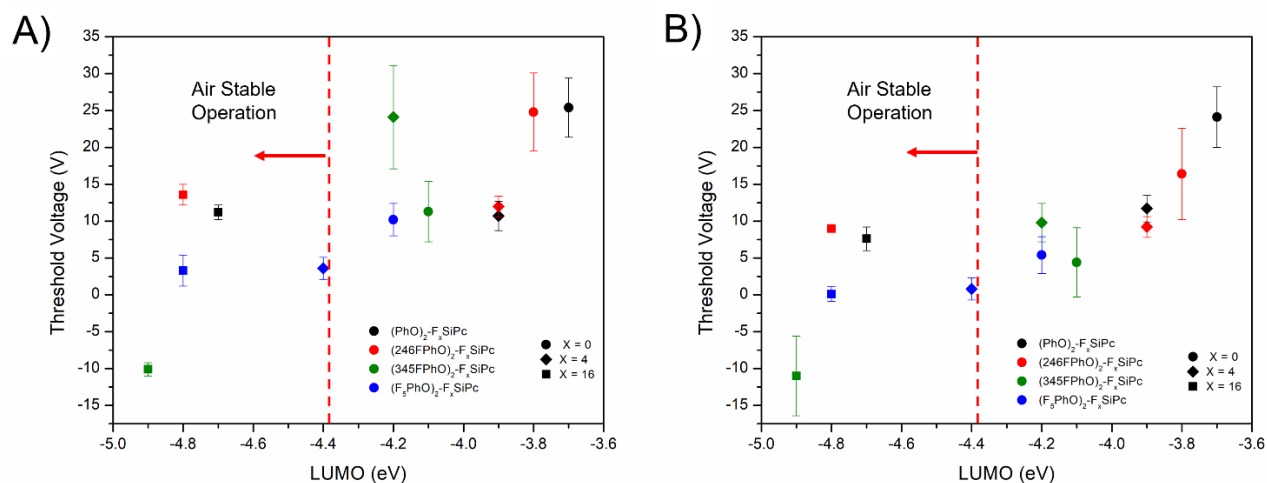 A)
35
30
25
20
15
10
5
0
-5
-10
-15
Threshold Voltage (V)
Air Stable
Operation
(PhO)₂-FₓSiPc
(246FPhO)₂-FₓSiPc
(345FPhO)₂-FₓSiPc
(F₅PhO)₂-FₓSiPc
X = 0
X = 4
X = 16
-5.0 -4.8 -4.6 -4.4 -4.2 -4.0 -3.8 -3.6
LUMO (eV)
B)
35
30
25
20
15
10
5
0
-5
-10
-15
Threshold Voltage (V)
Air Stable
Operation
(PhO)₂-FₓSiPc
(246FPhO)₂-FₓSiPc
(345FPhO)₂-FₓSiPc
(F₅PhO)₂-FₓSiPc
X = 0
X = 4
X = 16
-5.0 -4.8 -4.6 -4.4 -4.2 -4.0 -3.8 -3.6
LUMO (eV)